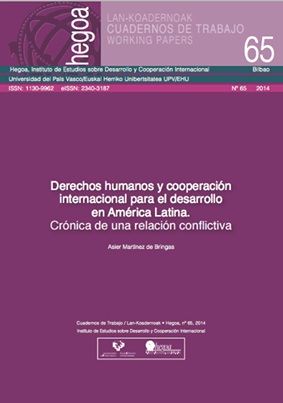 hegoa
LAN-KOADERNOAK
CUADERNOS DE TRABAJO
WORKING PAPERS
65
Hegoa, Instituto de Estudios sobre Desarrollo y Cooperación Internacional
Bilbao
Universidad del País Vasco/Euskal Herriko Unibertsitatea UPV/EHU
ISSN: 1130-9962 eISSN: 2340-3187
Nº 65 2014
Derechos humanos y cooperación
internacional para el desarrollo
en América Latina.
Crónica de una relación conflictiva
Asier Martínez de Bringas
Cuadernos de Trabajo / Lan-Koadernoak • Hegoa, nº 65, 2014
Instituto de Estudios sobre Desarrollo y Cooperación Internacional